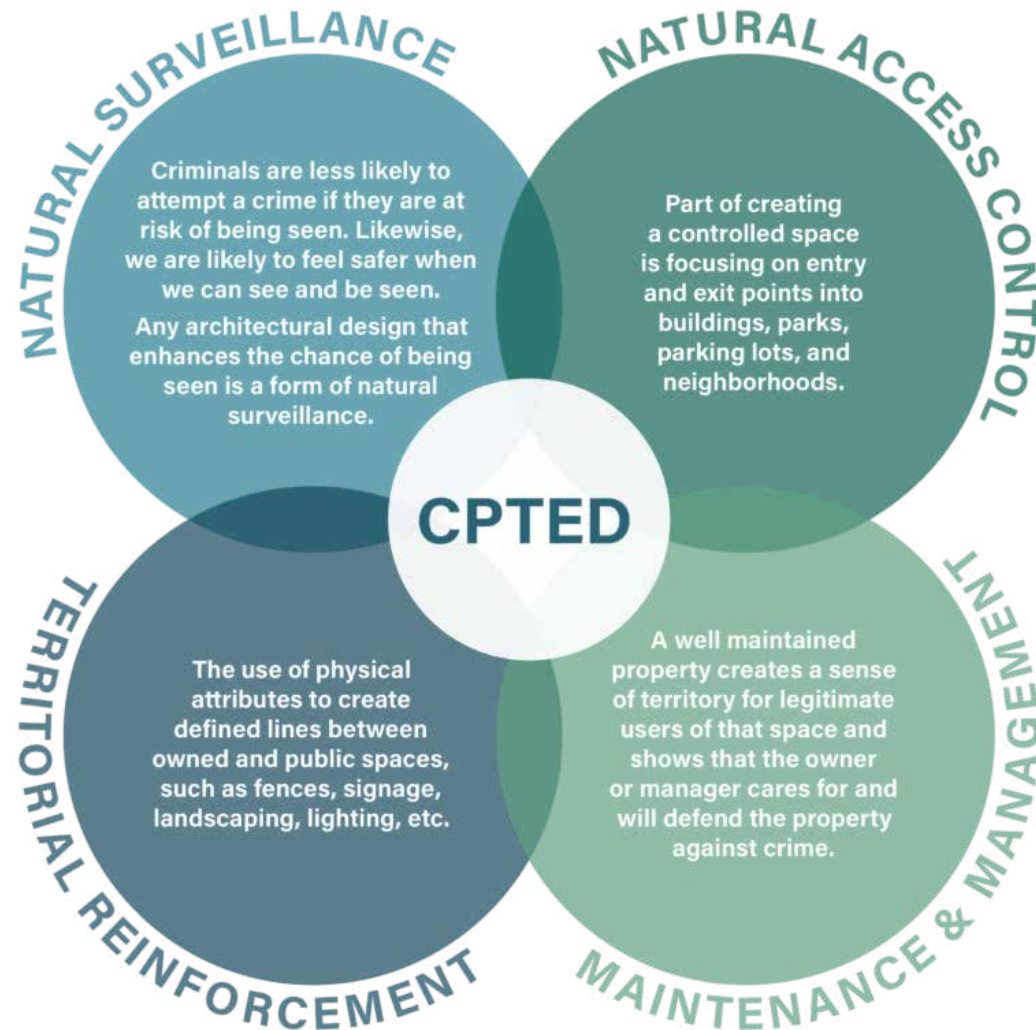 NATURAL SURVEILLANCE
Criminals are less likely to
attempt a crime if they are at
risk of being seen. Likewise,
we are likely to feel safer when
we can see and be seen.
Any architectural design that
enhances the chance of being
seen is a form of natural
surveillance.
NATURAL ACCESS CONTROL
Part of creating
a controlled space
is focusing on entry
and exit points into
buildings, parks,
parking lots, and
neighborhoods.
CPTED
TERRITORIAL REINFORCEMENT
The use of physical
attributes to create
defined lines between
owned and public spaces,
such as fences, signage,
landscaping, lighting, etc.
MAINTENANCE & MANAGEMENT
A well maintained
property creates a sense
of territory for legitimate
users of that space and
shows that the owner
or manager cares for and
will defend the property
against crime.